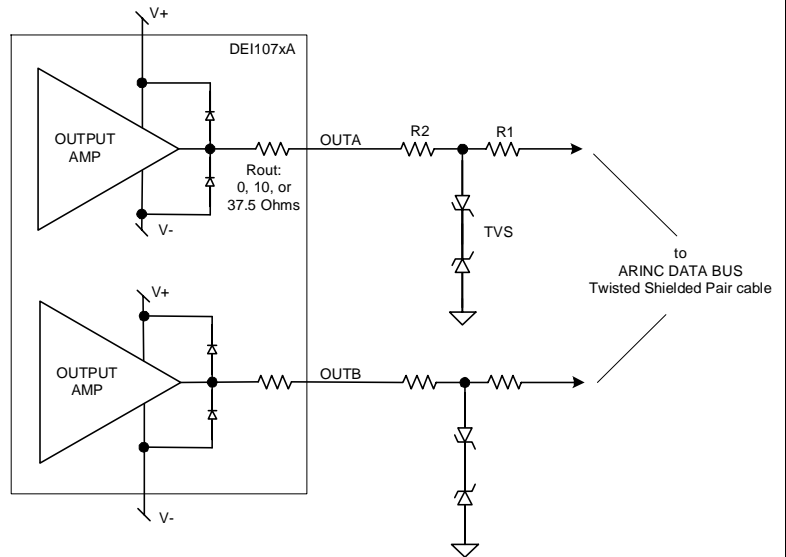 V+
DEI107xA
OUTPUT
AMP
OUTA
R2
R1
Rout:
0, 10, or
37.5 Ohms
V-
TVS
to
ARINC DATA BUS
Twisted Shielded Pair cable
V+
OUTPUT
AMP
OUTB
V-